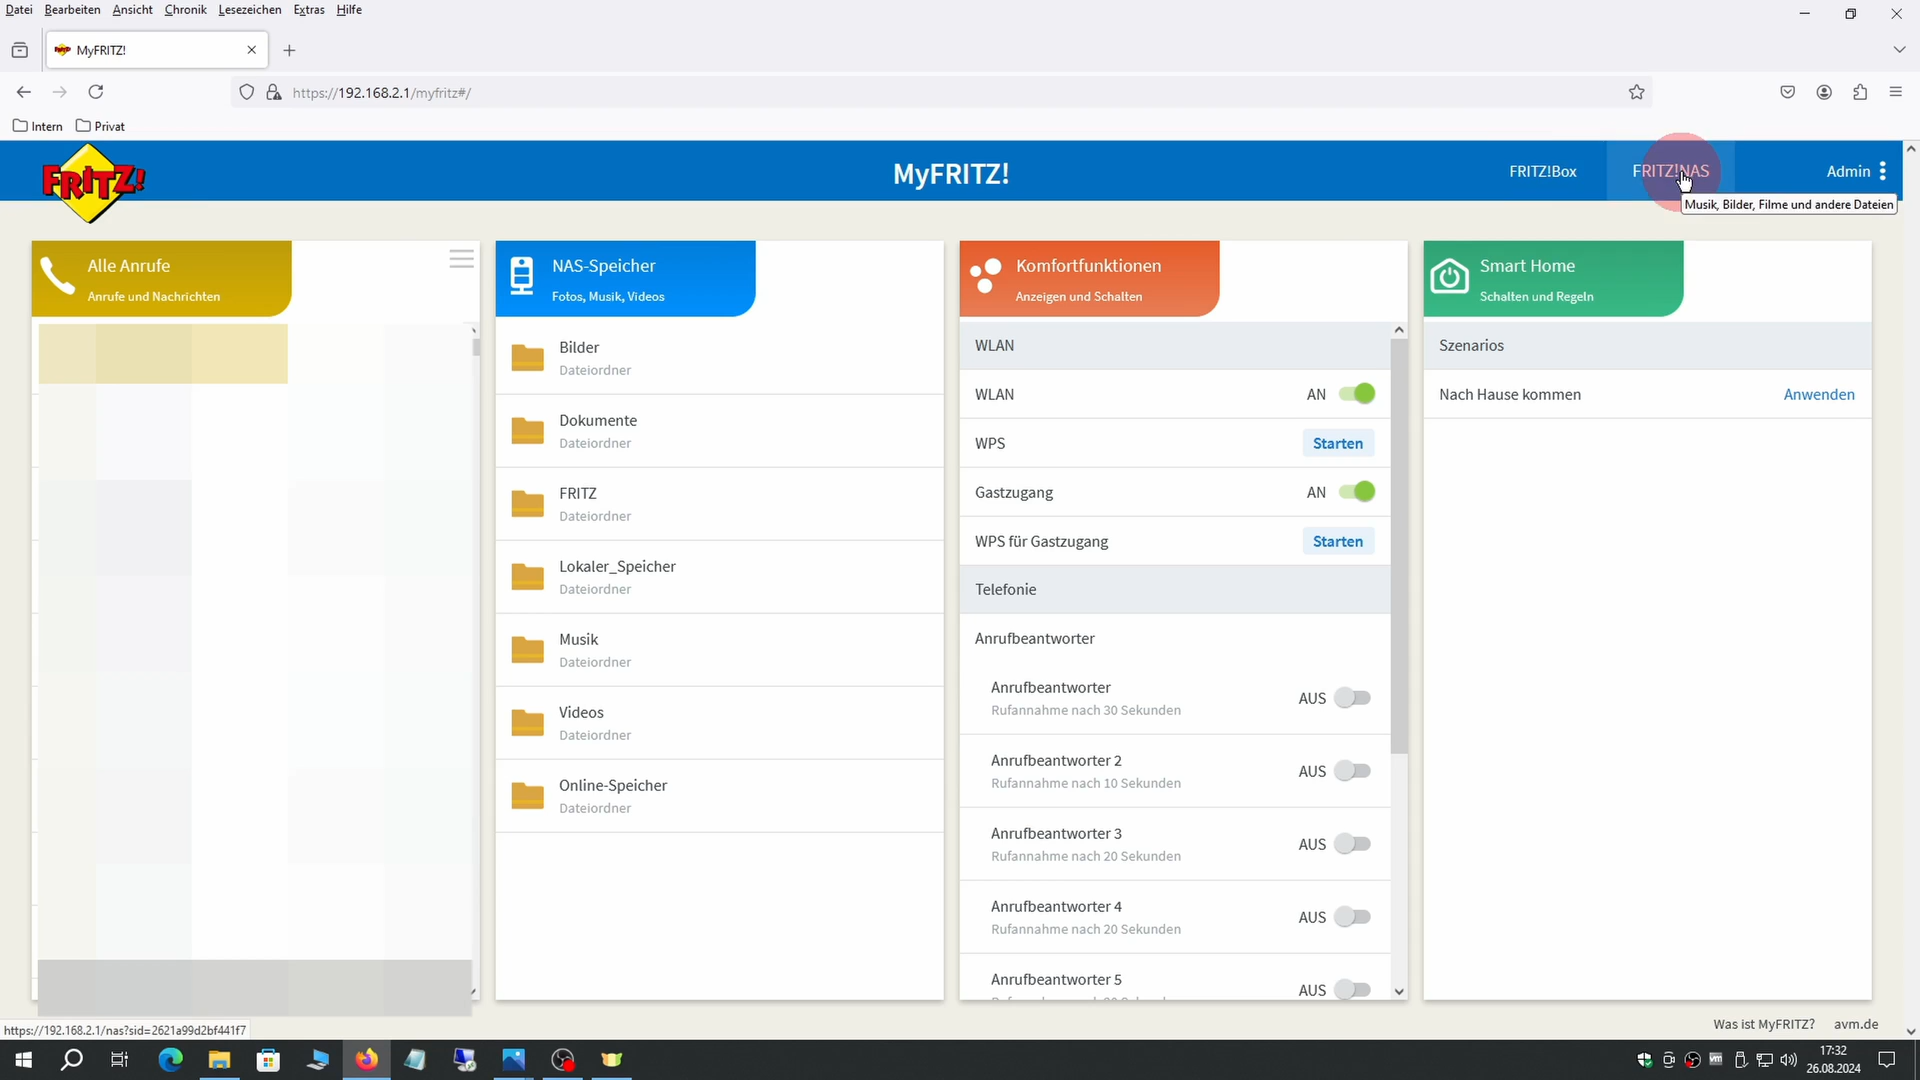 Datei Bearbeiten Ansicht Chronik Lesezeichen Extras Hilfe
MyFRITZ!
https://192.168.2.1/myfritz#/
Intern Privat
FRITZ!
MyFRITZ!
FRITZ!Box
FRITZ!NAS
Admin
Musik, Bilder, Filme und andere Dateien
Alle Anrufe
Anrufe und Nachrichten
NAS-Speicher
Fotos, Musik, Videos
Bilder
Dateiordner
Dokumente
Dateiordner
FRITZ
Dateiordner
Lokaler_Speicher
Dateiordner
Musik
Dateiordner
Videos
Dateiordner
Online-Speicher
Dateiordner
Komfortfunktionen
Anzeigen und Schalten
WLAN
WLAN AN
WPS Starten
Gastzugang AN
WPS für Gastzugang Starten
Telefonie
Anrufbeantworter
Anrufbeantworter
Rufannahme nach 30 Sekunden
AUS
Anrufbeantworter 2
Rufannahme nach 10 Sekunden
AUS
Anrufbeantworter 3
Rufannahme nach 20 Sekunden
AUS
Anrufbeantworter 4
Rufannahme nach 20 Sekunden
AUS
Anrufbeantworter 5
AUS
Smart Home
Schalten und Regeln
Szenarios
Nach Hause kommen Anwenden
Was ist MyFRITZ? avm.de
https://192.168.2.1/nas?sid=2621a99d2bf441f7
17:32
26.08.2024